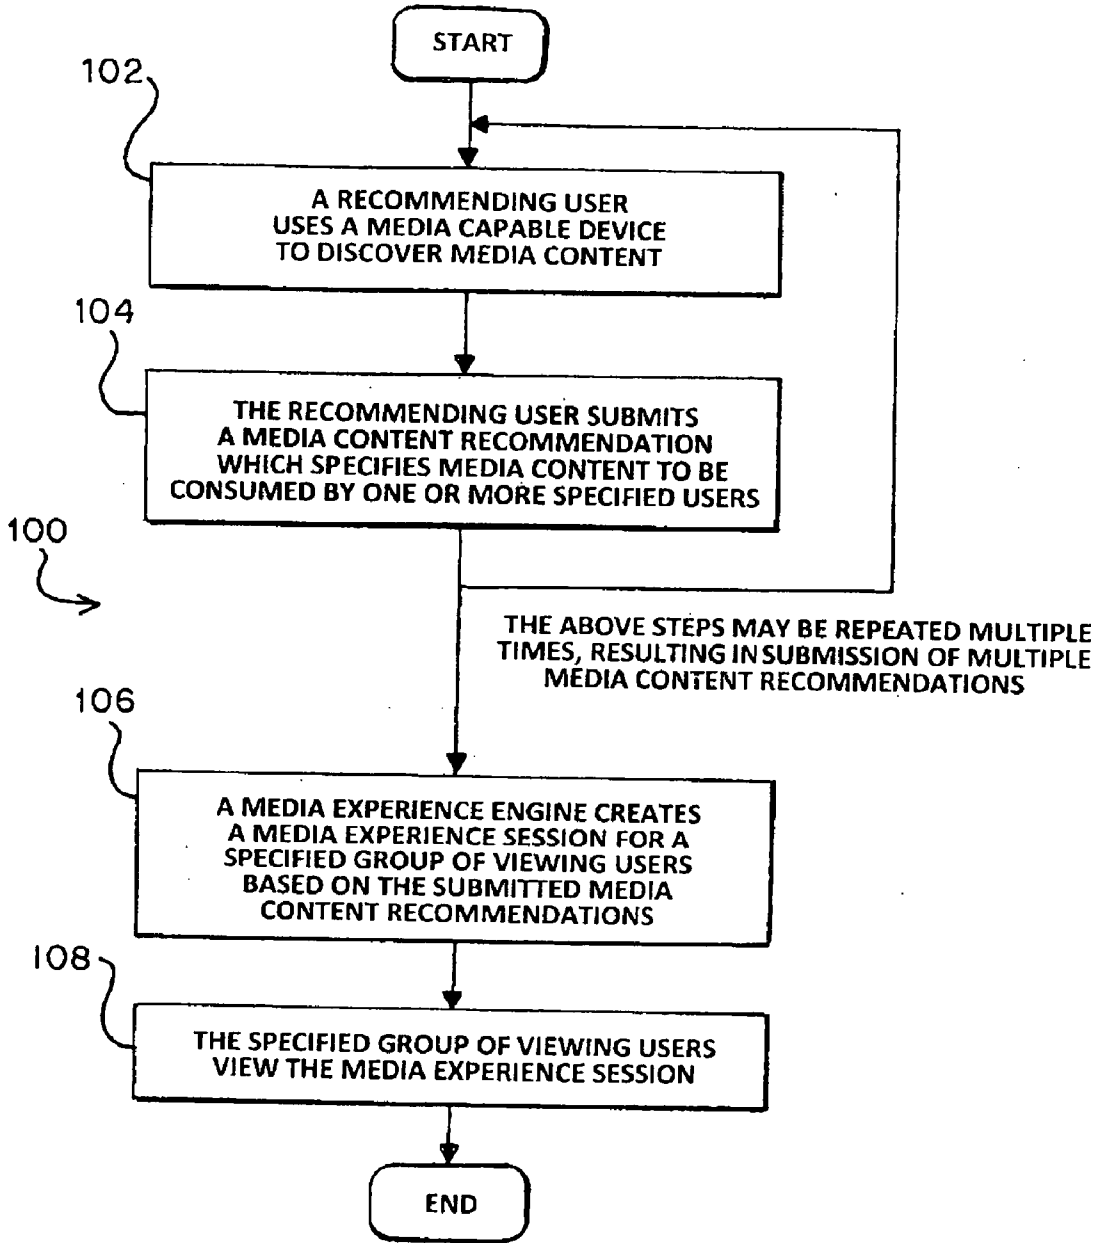 START
102
A RECOMMENDING USER
USES A MEDIA CAPABLE DEVICE
TO DISCOVER MEDIA CONTENT
104
THE RECOMMENDING USER SUBMITS
A MEDIA CONTENT RECOMMENDATION
WHICH SPECIFIES MEDIA CONTENT TO BE
CONSUMED BY ONE OR MORE SPECIFIED USERS
100
THE ABOVE STEPS MAY BE REPEATED MULTIPLE
TIMES, RESULTING IN SUBMISSION OF MULTIPLE
MEDIA CONTENT RECOMMENDATIONS
106
A MEDIA EXPERIENCE ENGINE CREATES
A MEDIA EXPERIENCE SESSION FOR A
SPECIFIED GROUP OF VIEWING USERS
BASED ON THE SUBMITTED MEDIA
CONTENT RECOMMENDATIONS
108
THE SPECIFIED GROUP OF VIEWING USERS
VIEW THE MEDIA EXPERIENCE SESSION
END